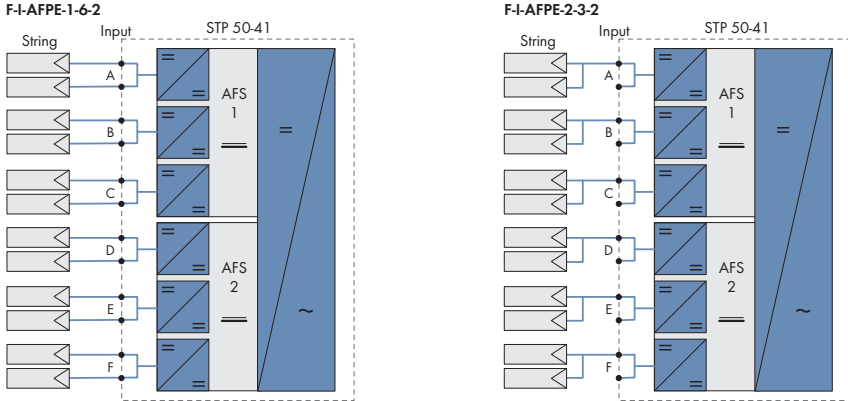 F-I-AFPE-1-6-2
String
Input
STP 50-41
A
B
C
D
E
F
AFS
1
AFS
2
=
~
F-I-AFPE-2-3-2
String
Input
STP 50-41
A
B
C
D
E
F
AFS
1
AFS
2
=
~